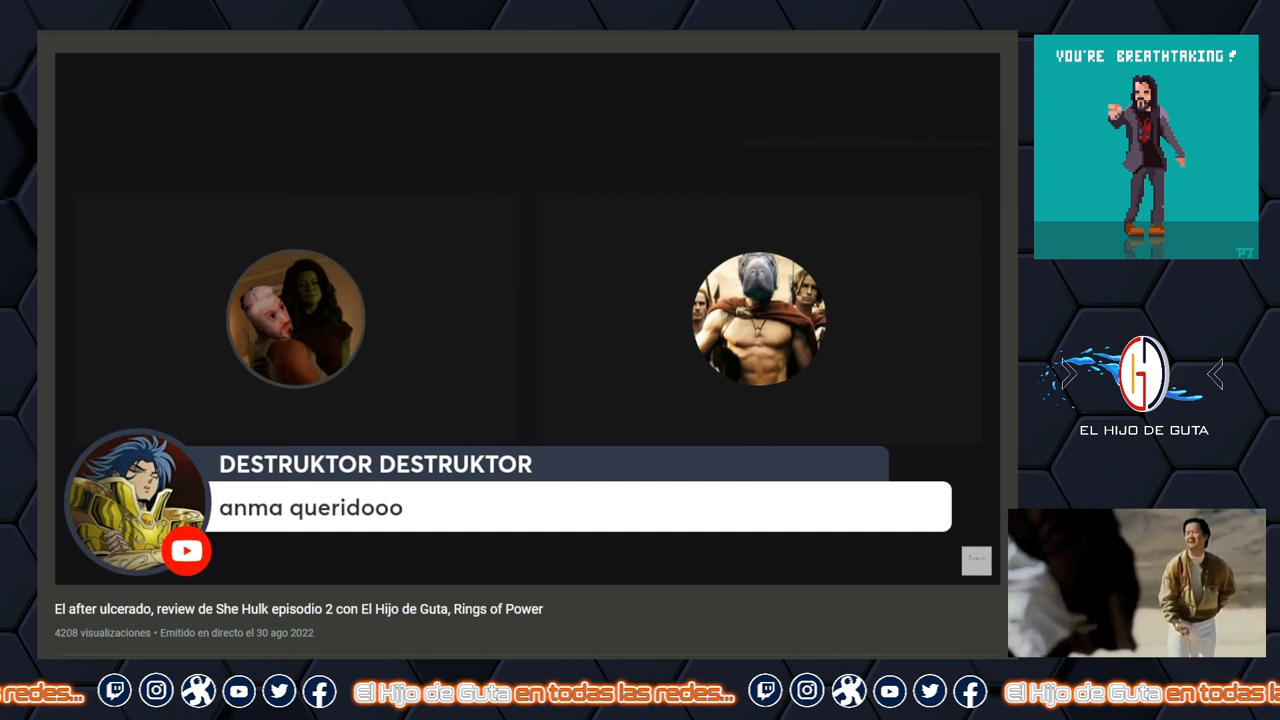 YOU'RE BREATHTAKING!
PJ
EL HIJO DE GUTA
DESTRUKTOR DESTRUKTOR
anma queridooo
El after ulcerado, review de She Hulk episodio 2 con El Hijo de Guta, Rings of Power
4208 visualizaciones • Emitido en directo el 30 ago 2022
s redes... El Hijo de Guta en todas las redes... El Hijo de Guta en todas la